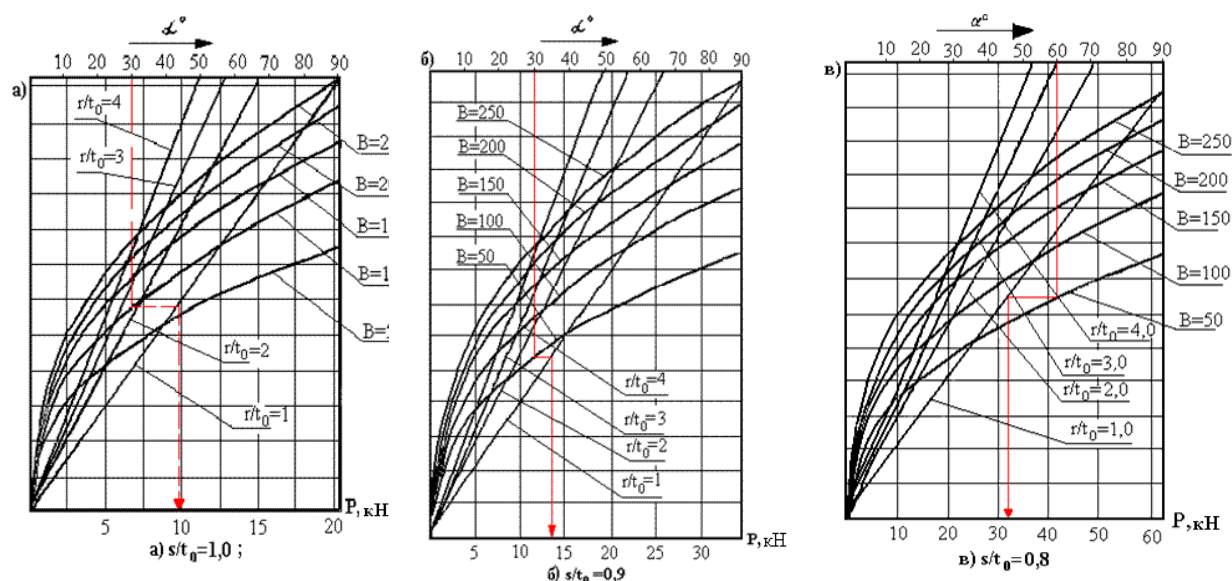 α°
10 20 30 40 50 60 70 80 90
а)
r/t₀=4
r/t₀=3
B=2
B=20
B=1
B=1
r/t₀=2
r/t₀=1
P,кН
5 10 15 20
а) s/t₀=1,0 ;
α°
б)
0 10 20 30 40 50 60 70 80 90
B=250
B=200
B=150
B=100
B=50
r/t₀=4
r/t₀=3
r/t₀=2
r/t₀=1
P,кН
5 10 15 20 25 30
б) s/t₀=0,9
α°
в)
0 10 20 30 40 50 60 70 80 90
B=250
B=200
B=150
B=100
B=50
r/t₀=4,0
r/t₀=3,0
r/t₀=2,0
r/t₀=1,0
P,кН
10 20 30 40 50 60
в) s/t₀=0,8